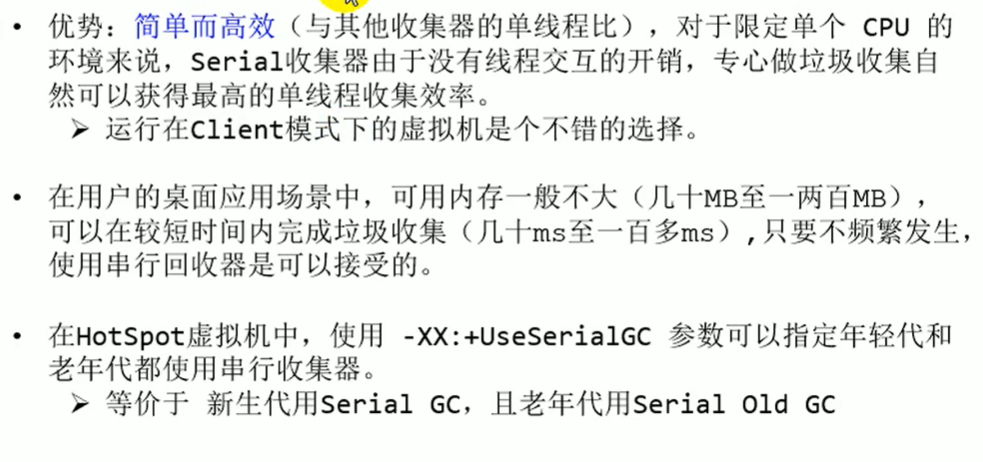 • 优势：简单而高效（与其他收集器的单线程比），对于限定单个 CPU 的
环境来说，Serial收集器由于没有线程交互的开销，专心做垃圾收集自
然可以获得最高的单线程收集效率。
➢ 运行在Client模式下的虚拟机是个不错的选择。
• 在用户的桌面应用场景中，可用内存一般不大（几十MB至一两百MB），
可以在较短时间内完成垃圾收集（几十ms至一百多ms）,只要不频繁发生，
使用串行回收器是可以接受的。
• 在HotSpot虚拟机中，使用 -XX:+UseSerialGC 参数可以指定年轻代和
老年代都使用串行收集器。
➢ 等价于 新生代用Serial GC，且老年代用Serial Old GC